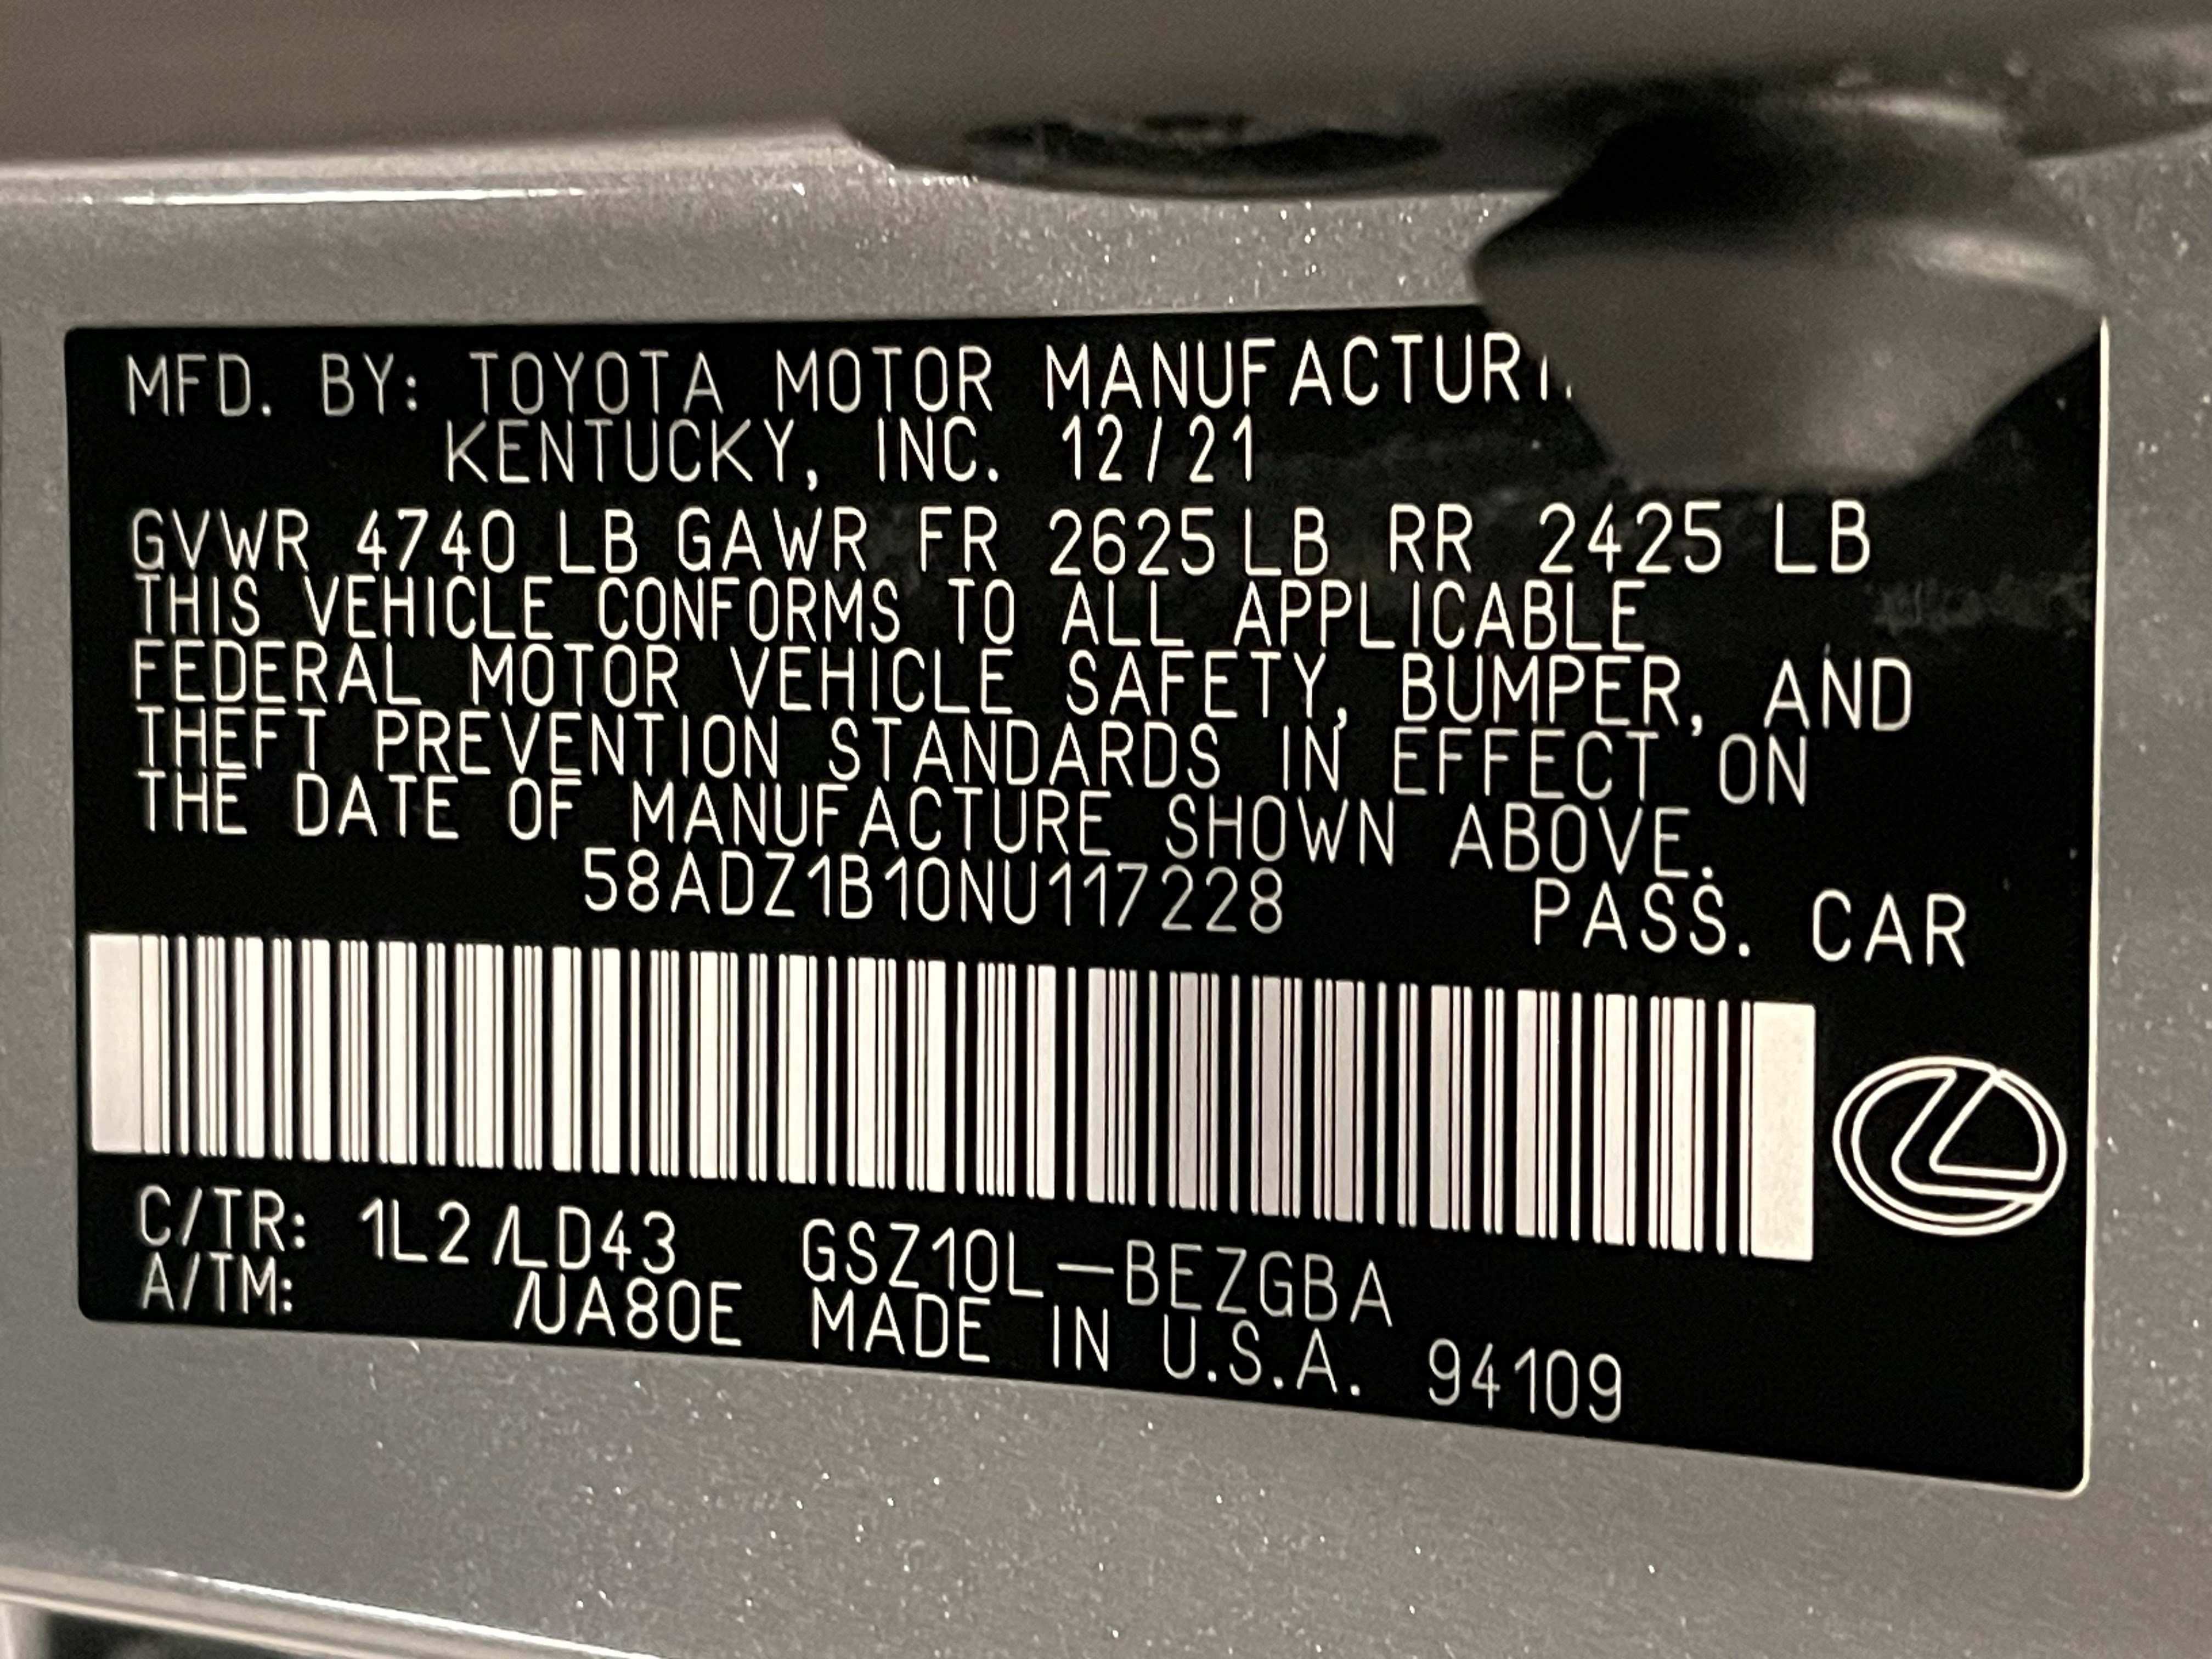 MFD. BY: TOYOTA MOTOR
KENTUCKY, INC. 12/21
GVWR 4740 LB GAWR FR 2625 LB RR 2425 LB
THIS VEHICLE CONFORMS TO ALL APPLICABLE
FEDERAL MOTOR VEHICLE SAFETY, BUMPER, AND
THEFT PREVENTION STANDARDS IN EFFECT ON
THE DATE OF MANUFACTURE SHOWN ABOVE.
58ADZ1B10NU117228 PASS. CAR
C/TR: 1L2/LD43 GSZ10L-BEZGBA
A/TM: /UA80E MADE IN U.S.A. 94109